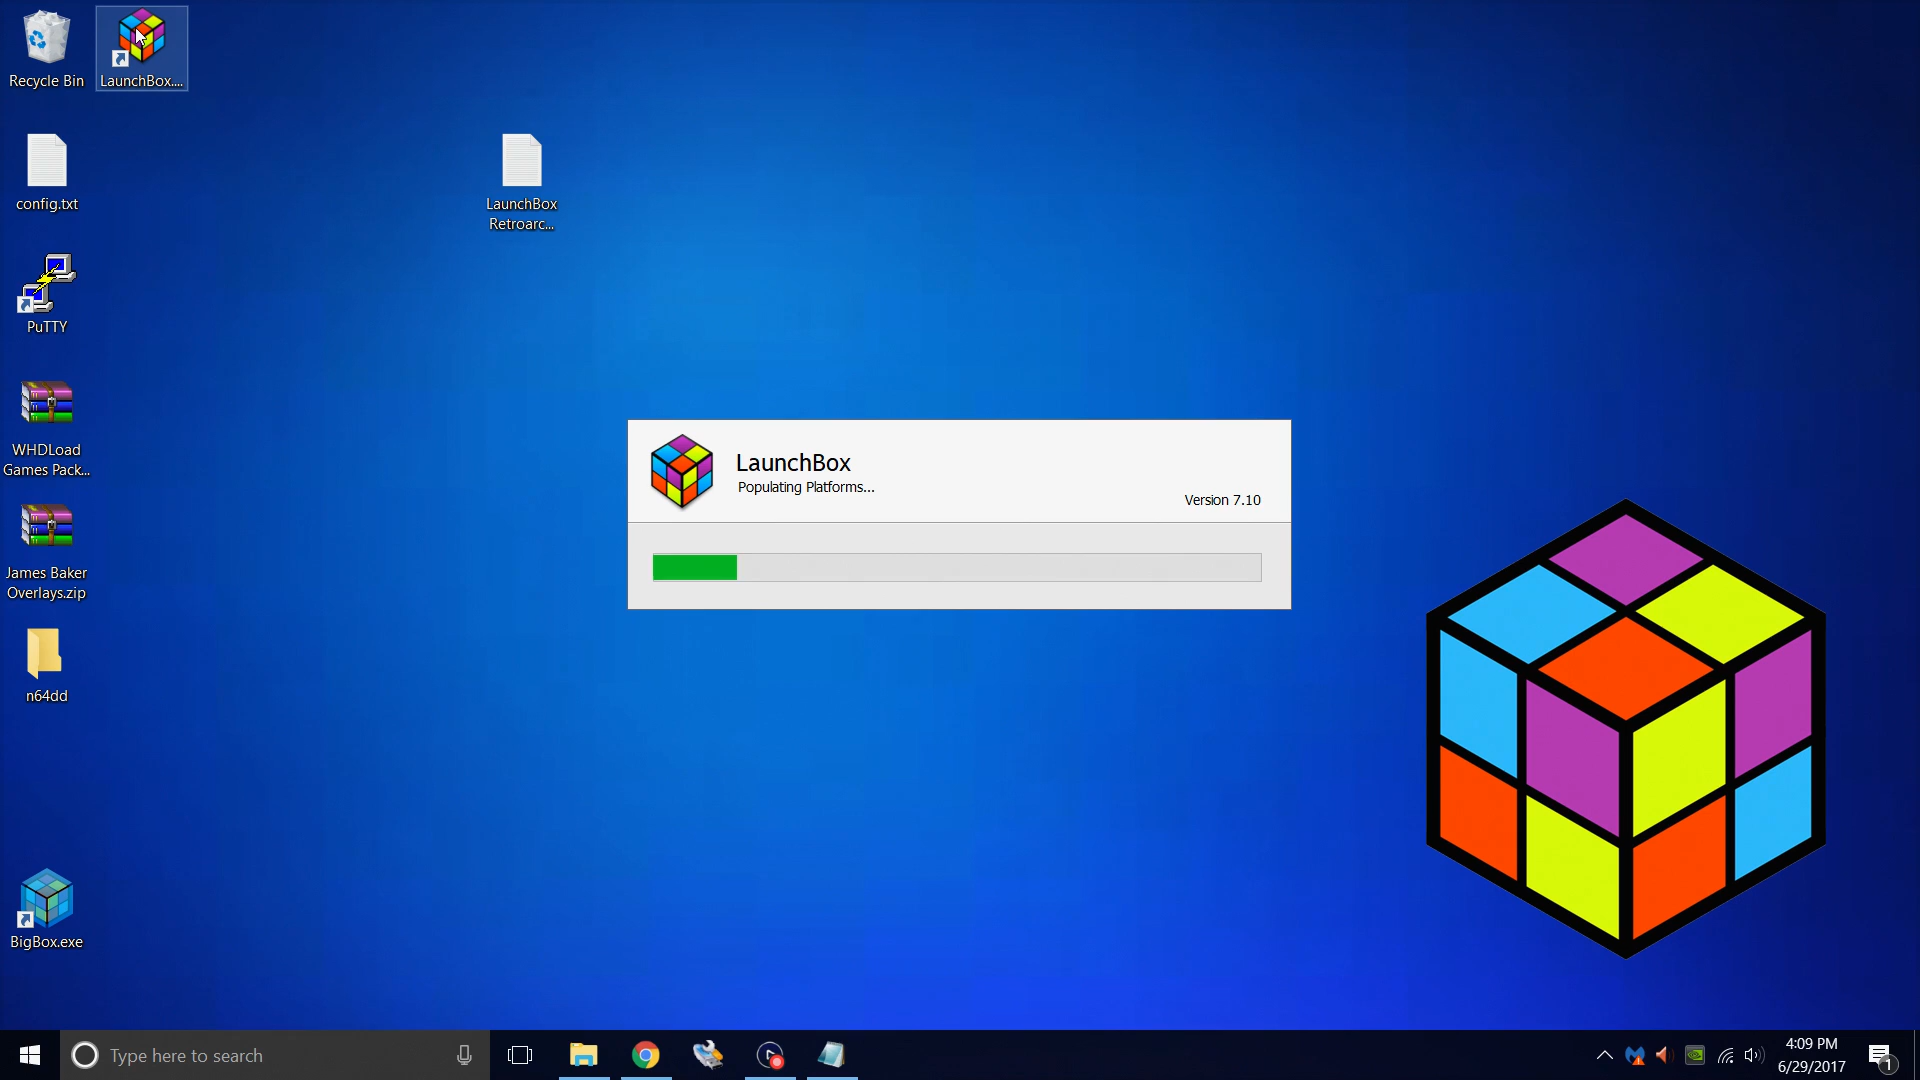 Recycle Bin
LaunchBox....
config.txt
LaunchBox
Retroarc...
PuTTY
WHDLoad
Games Pack...
LaunchBox
Populating Platforms...
Version 7.10
James Baker
Overlays.zip
n64dd
BigBox.exe
Type here to search
4:09 PM
6/29/2017
1